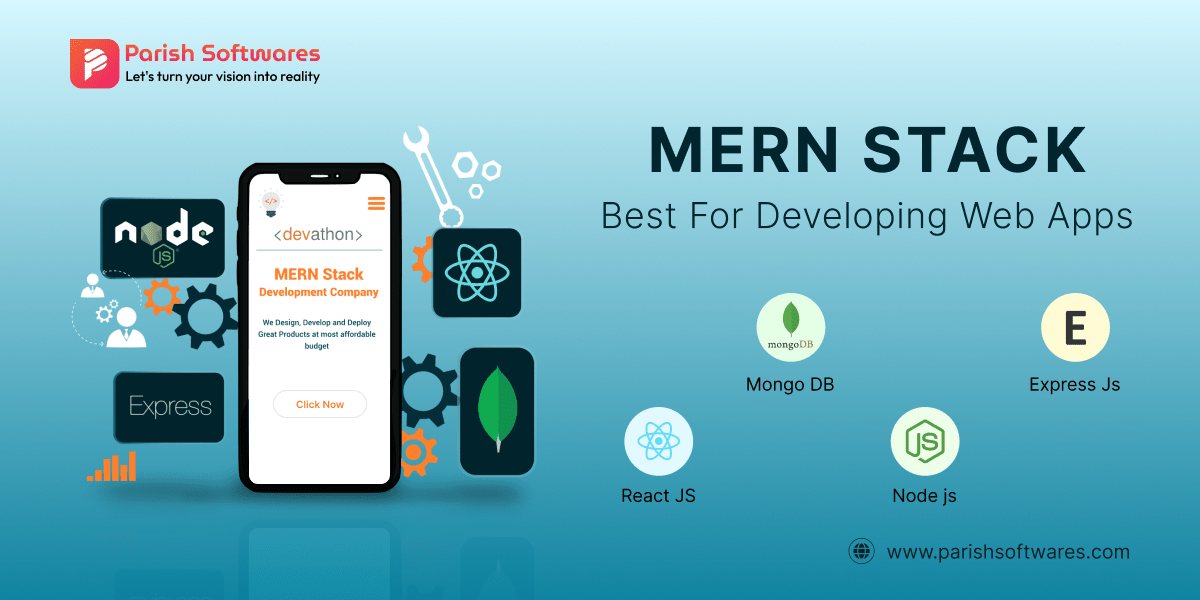 Parish Softwares
Let's turn your vision into reality
MERN STACK
Best For Developing Web Apps
node
JS
<devathon>
MERN Stack
Development Company
We Design, Develop and Deploy
Great Products at most affordable
budget
Click Now
Express
</>
mongoDB
Mongo DB
E
Express Js
React JS
JS
Node js
www.parishsoftwares.com